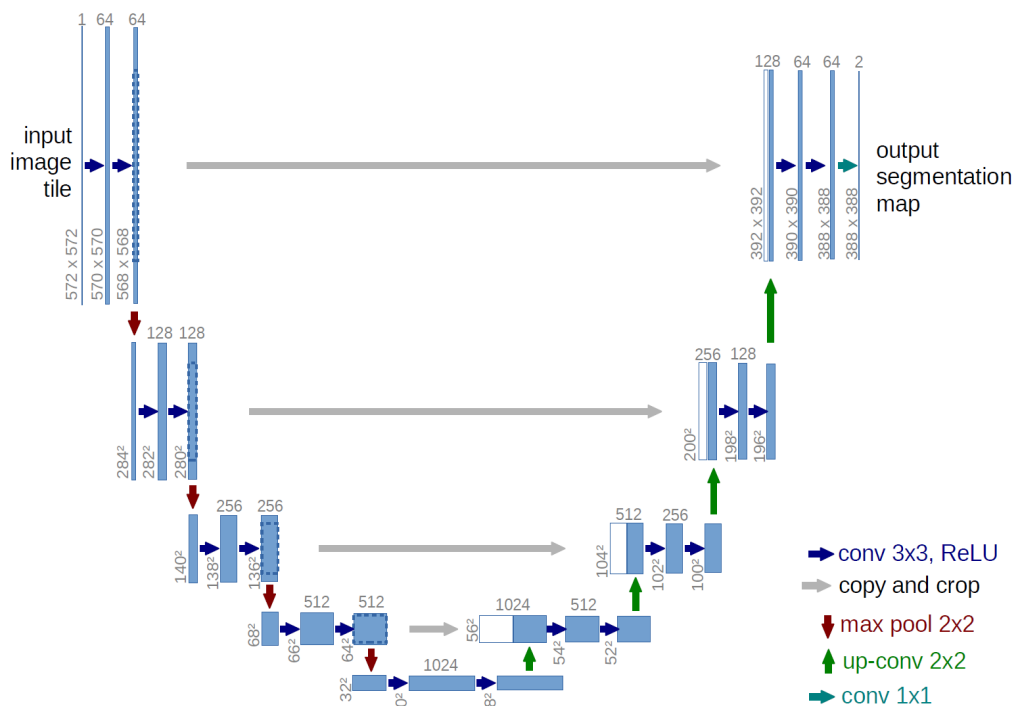 1 64 64
input
image
tile
572 x 572
570 x 570
568 x 568
128 64 64 2
output
segmentation
map
392 x 392
390 x 390
388 x 388
388 x 388
128 128
284²
282²
280²
256 128
200²
198²
196²
256 256
140²
138²
136²
512 256
104²
102²
100²
512 512
68²
66²
64²
1024 512
56²
54²
52²
1024
32²
conv 3x3, ReLU
copy and crop
max pool 2x2
up-conv 2x2
conv 1x1